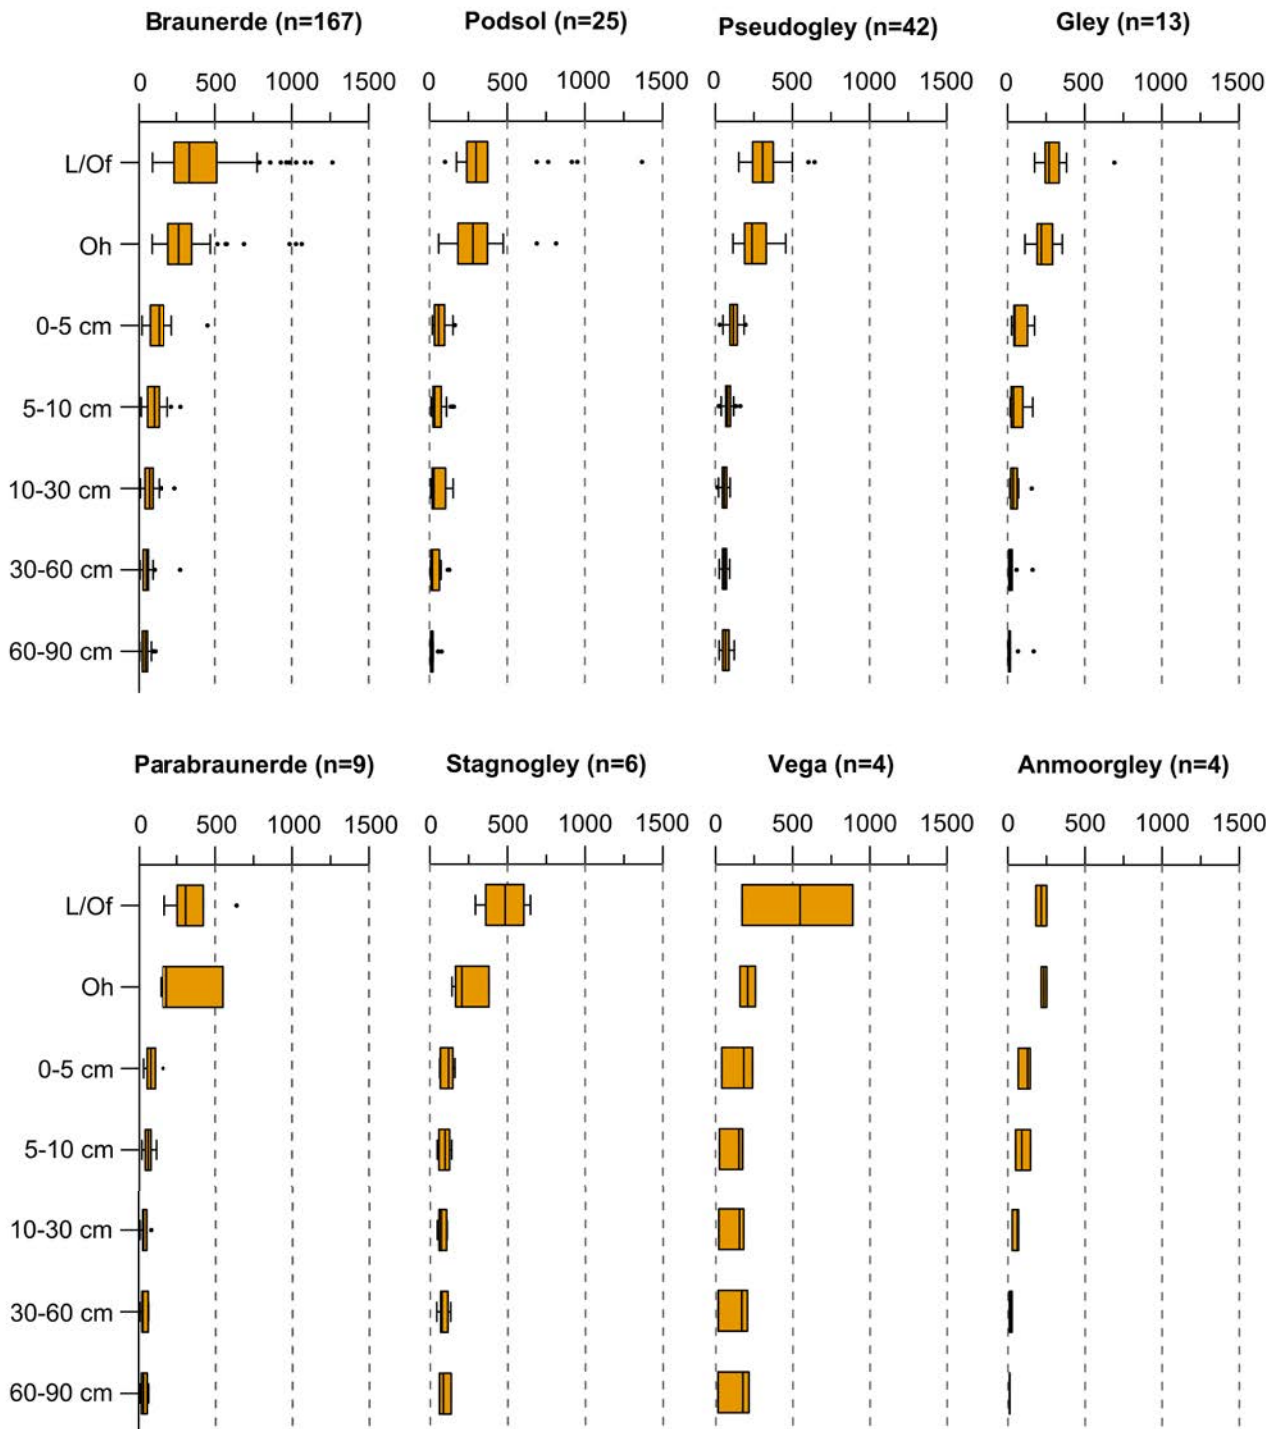 Braunerde (n=167) Podsol (n=25) Pseudogley (n=42) Gley (n=13)
0 500 1000 1500 0 500 1000 1500 0 500 1000 1500 0 500 1000 1500
L/Of
Oh
0-5 cm
5-10 cm
10-30 cm
30-60 cm
60-90 cm
Parabraunerde (n=9) Stagnogley (n=6) Vega (n=4) Anmoorgley (n=4)
0 500 1000 1500 0 500 1000 1500 0 500 1000 1500 0 500 1000 1500
L/Of
Oh
0-5 cm
5-10 cm
10-30 cm
30-60 cm
60-90 cm